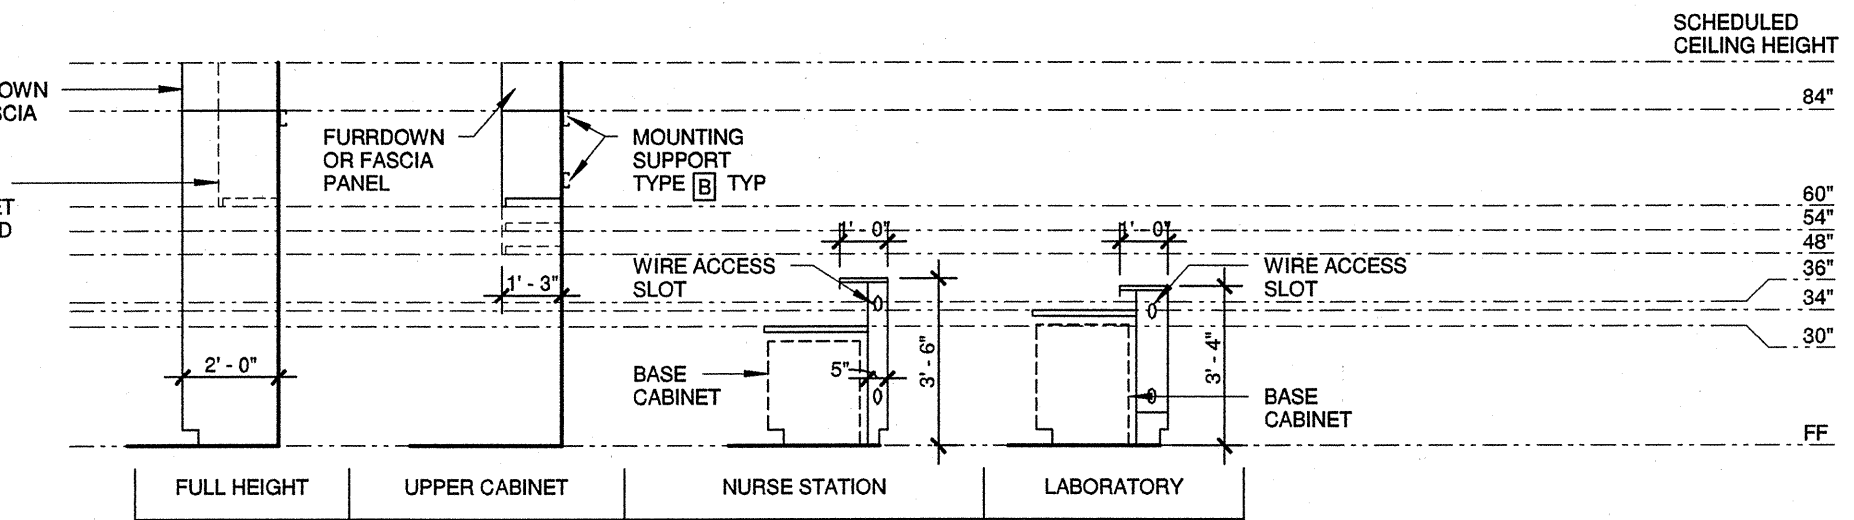 SCHEDULED
CEILING HEIGHT
OWN
SCIA
84"
FURRDOWN
OR FASCIA
PANEL
MOUNTING
SUPPORT
TYPE B TYP
ET
D
60"
54"
48"
1' - 0"
1' - 0"
WIRE ACCESS
SLOT
WIRE ACCESS
SLOT
36"
34"
30"
1' - 3"
2' - 0"
3' - 6"
3' - 4"
5"
BASE
CABINET
BASE
CABINET
FF
FULL HEIGHT
UPPER CABINET
NURSE STATION
LABORATORY